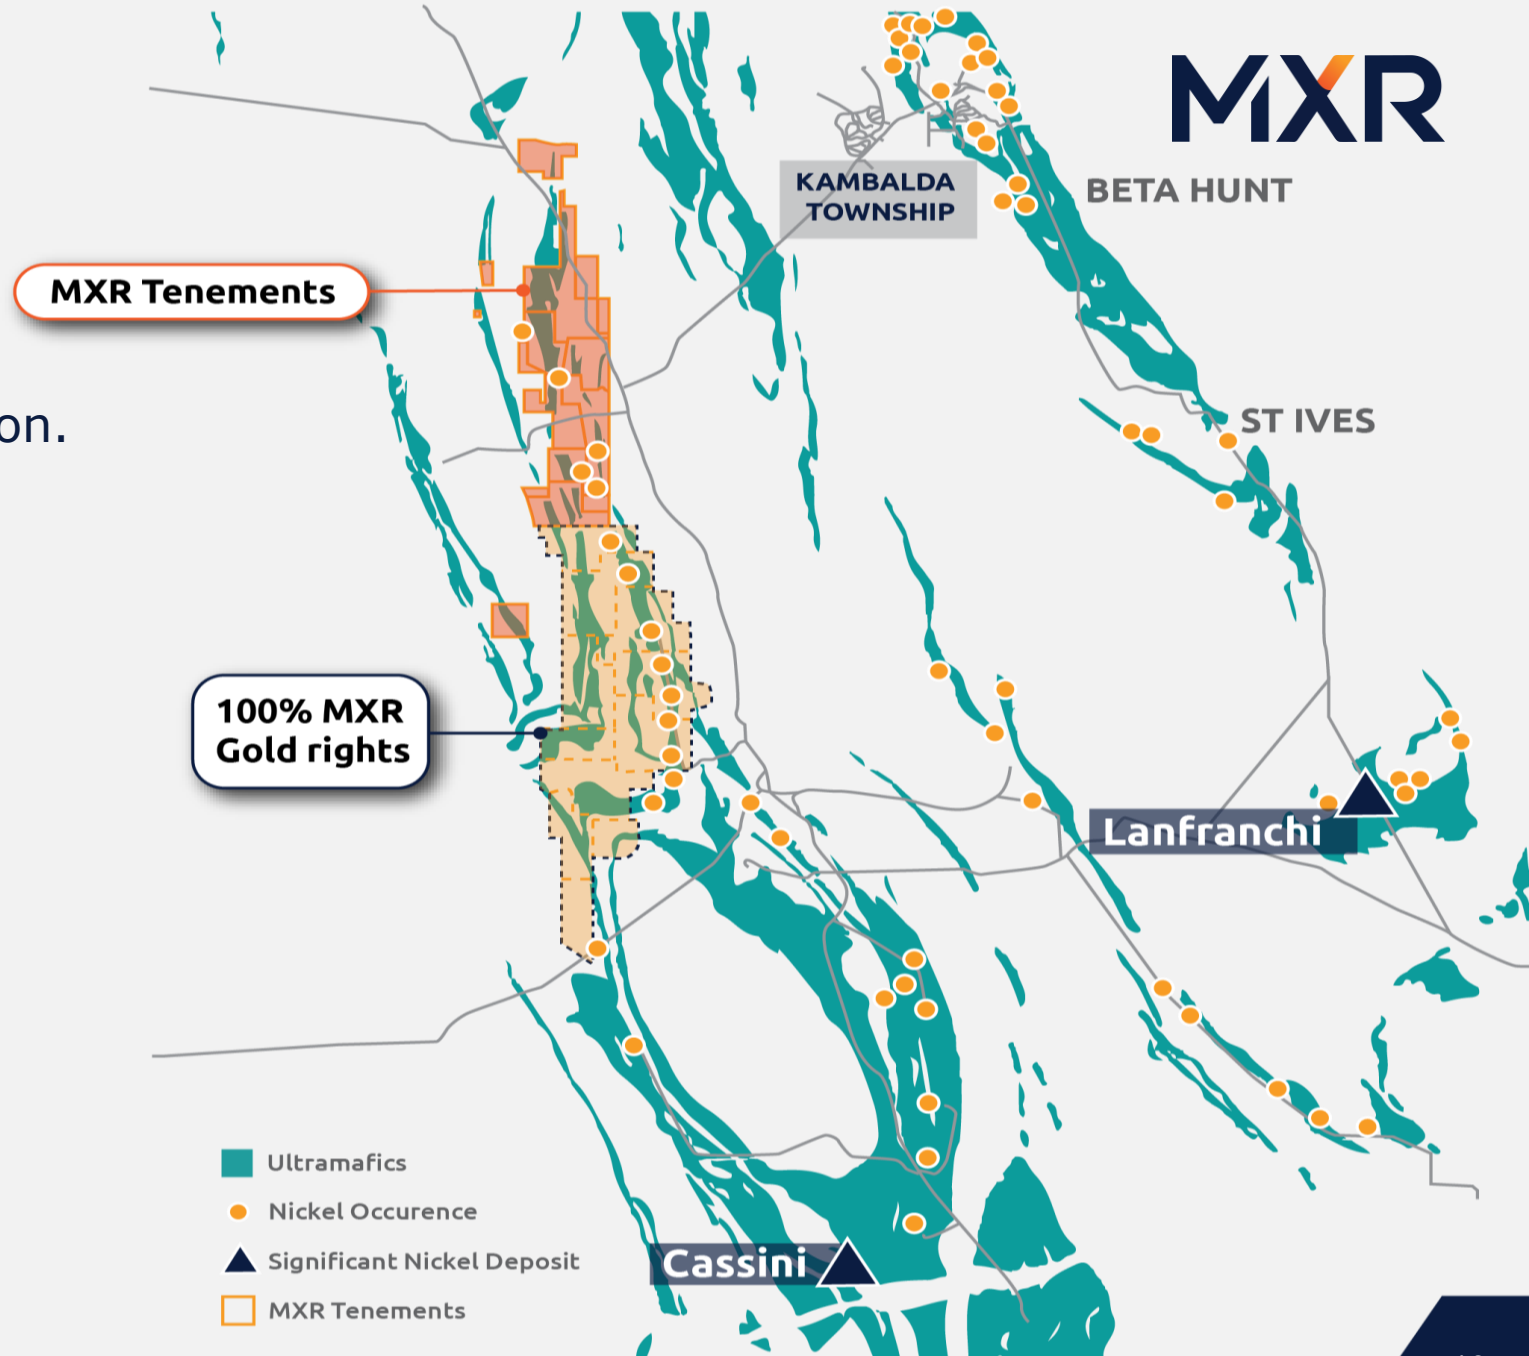 MXR
KAMBALDA
TOWNSHIP
BETA HUNT
MXR Tenements
on.
ST IVES
100% MXR
Gold rights
Lanfranchi
Ultramafics
Nickel Occurence
Significant Nickel Deposit
MXR Tenements
Cassini